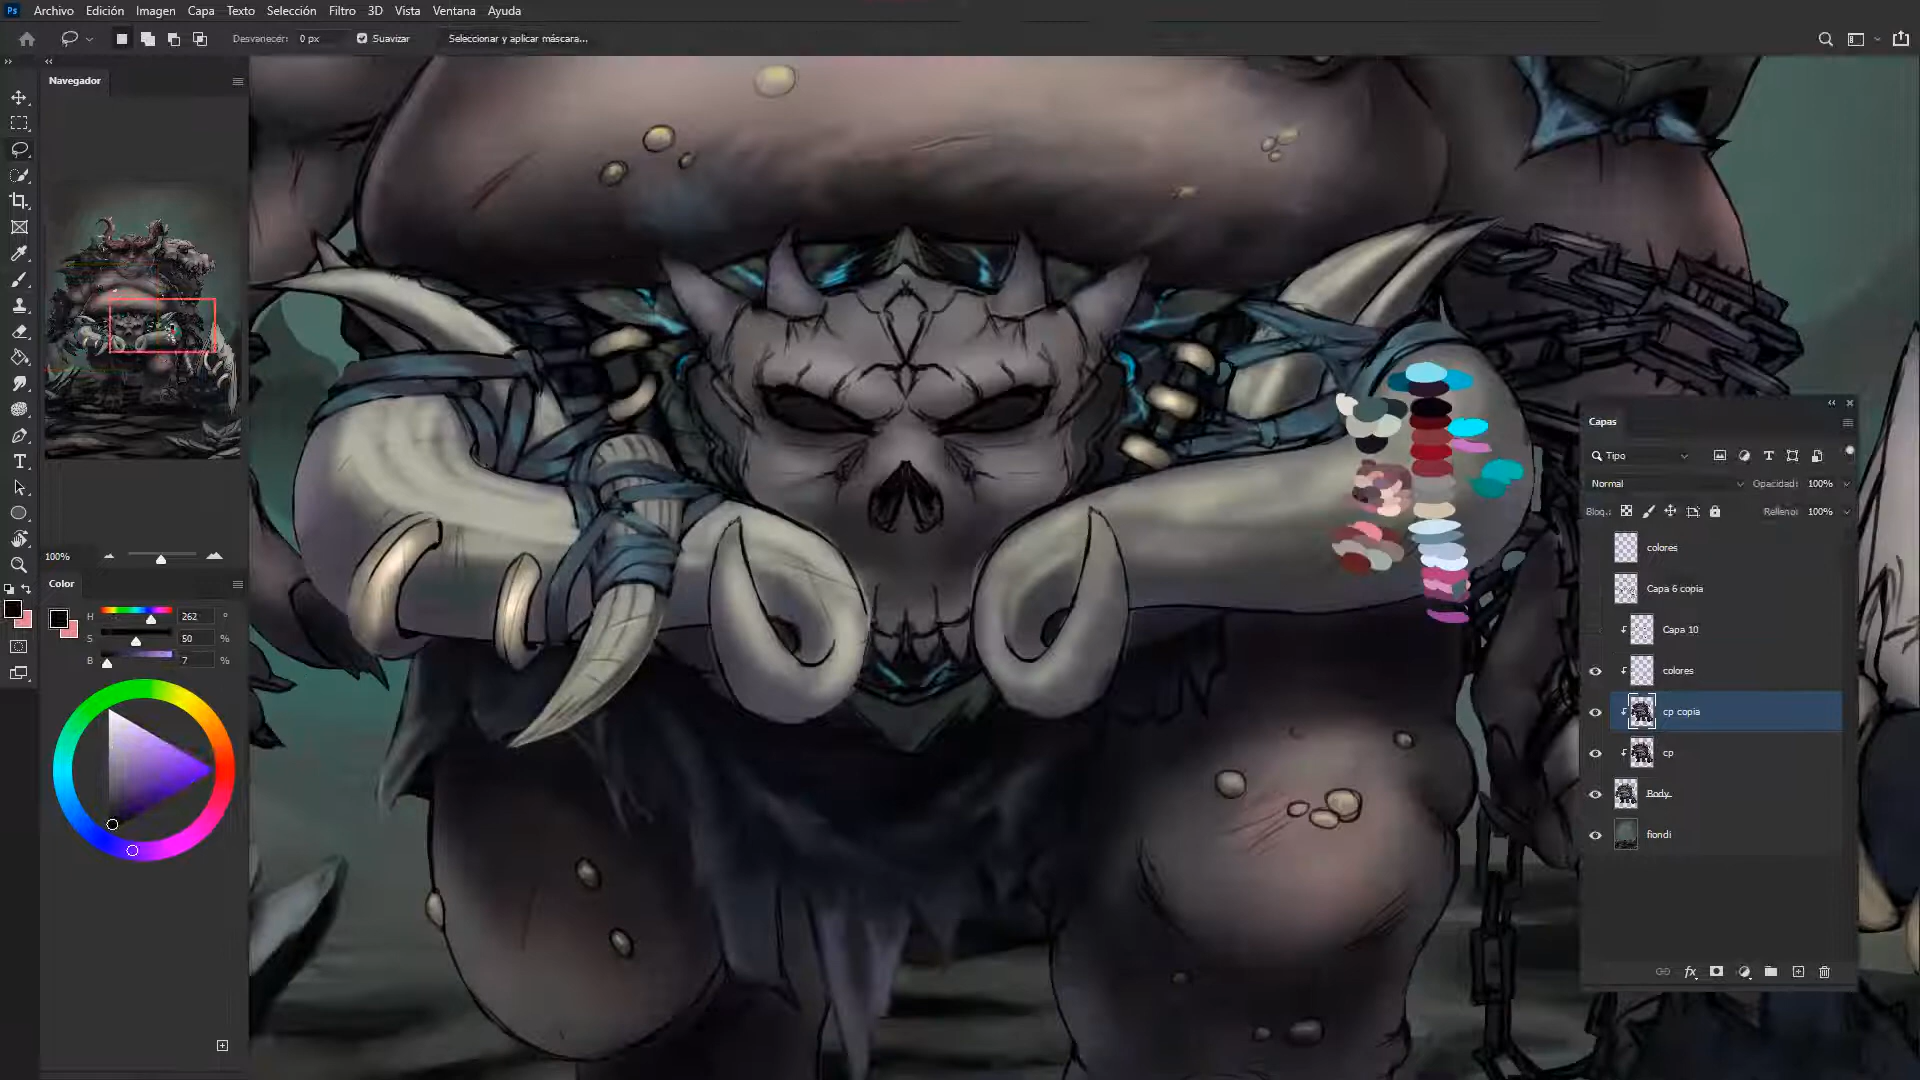 Ps Archivo Edición Imagen Capa Texto Selección Filtro 3D Vista Ventana Ayuda
Desvanecer: 0 px Suavizar Seleccionar y aplicar máscara...
Navegador
100%
Color
H 262 °
S 50 %
B 7 %
Capas
Tipo
Normal Opacidad: 100%
Bloq.: Relleno: 100%
colores
Capa 6 copia
Capa 10
colores
cp copia
cp
Body
fiondi
fx